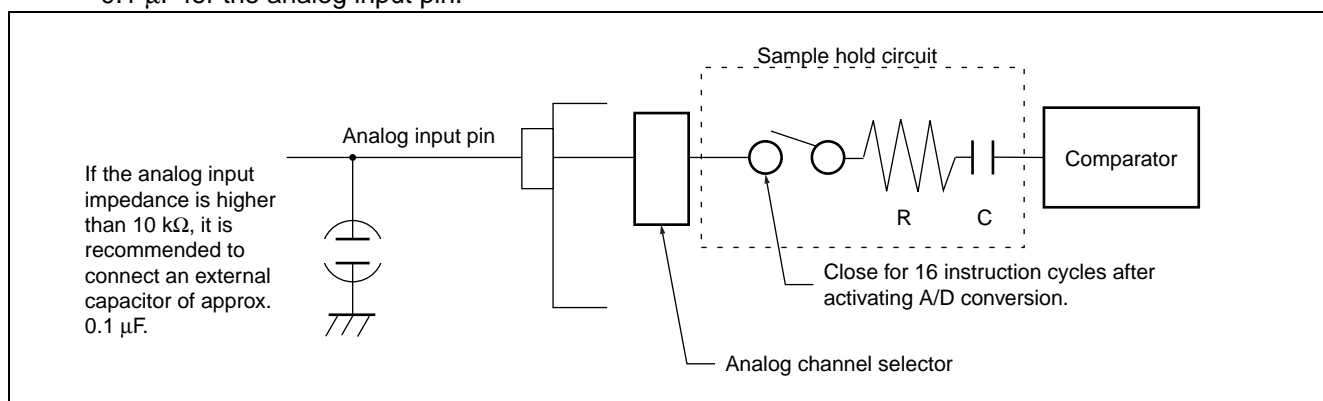 0.1 µF for the analog input pin.
Sample hold circuit
Analog input pin
Comparator
If the analog input
impedance is higher
than 10 kΩ, it is
recommended to
connect an external
capacitor of approx.
0.1 µF.
R
C
Close for 16 instruction cycles after
activating A/D conversion.
Analog channel selector